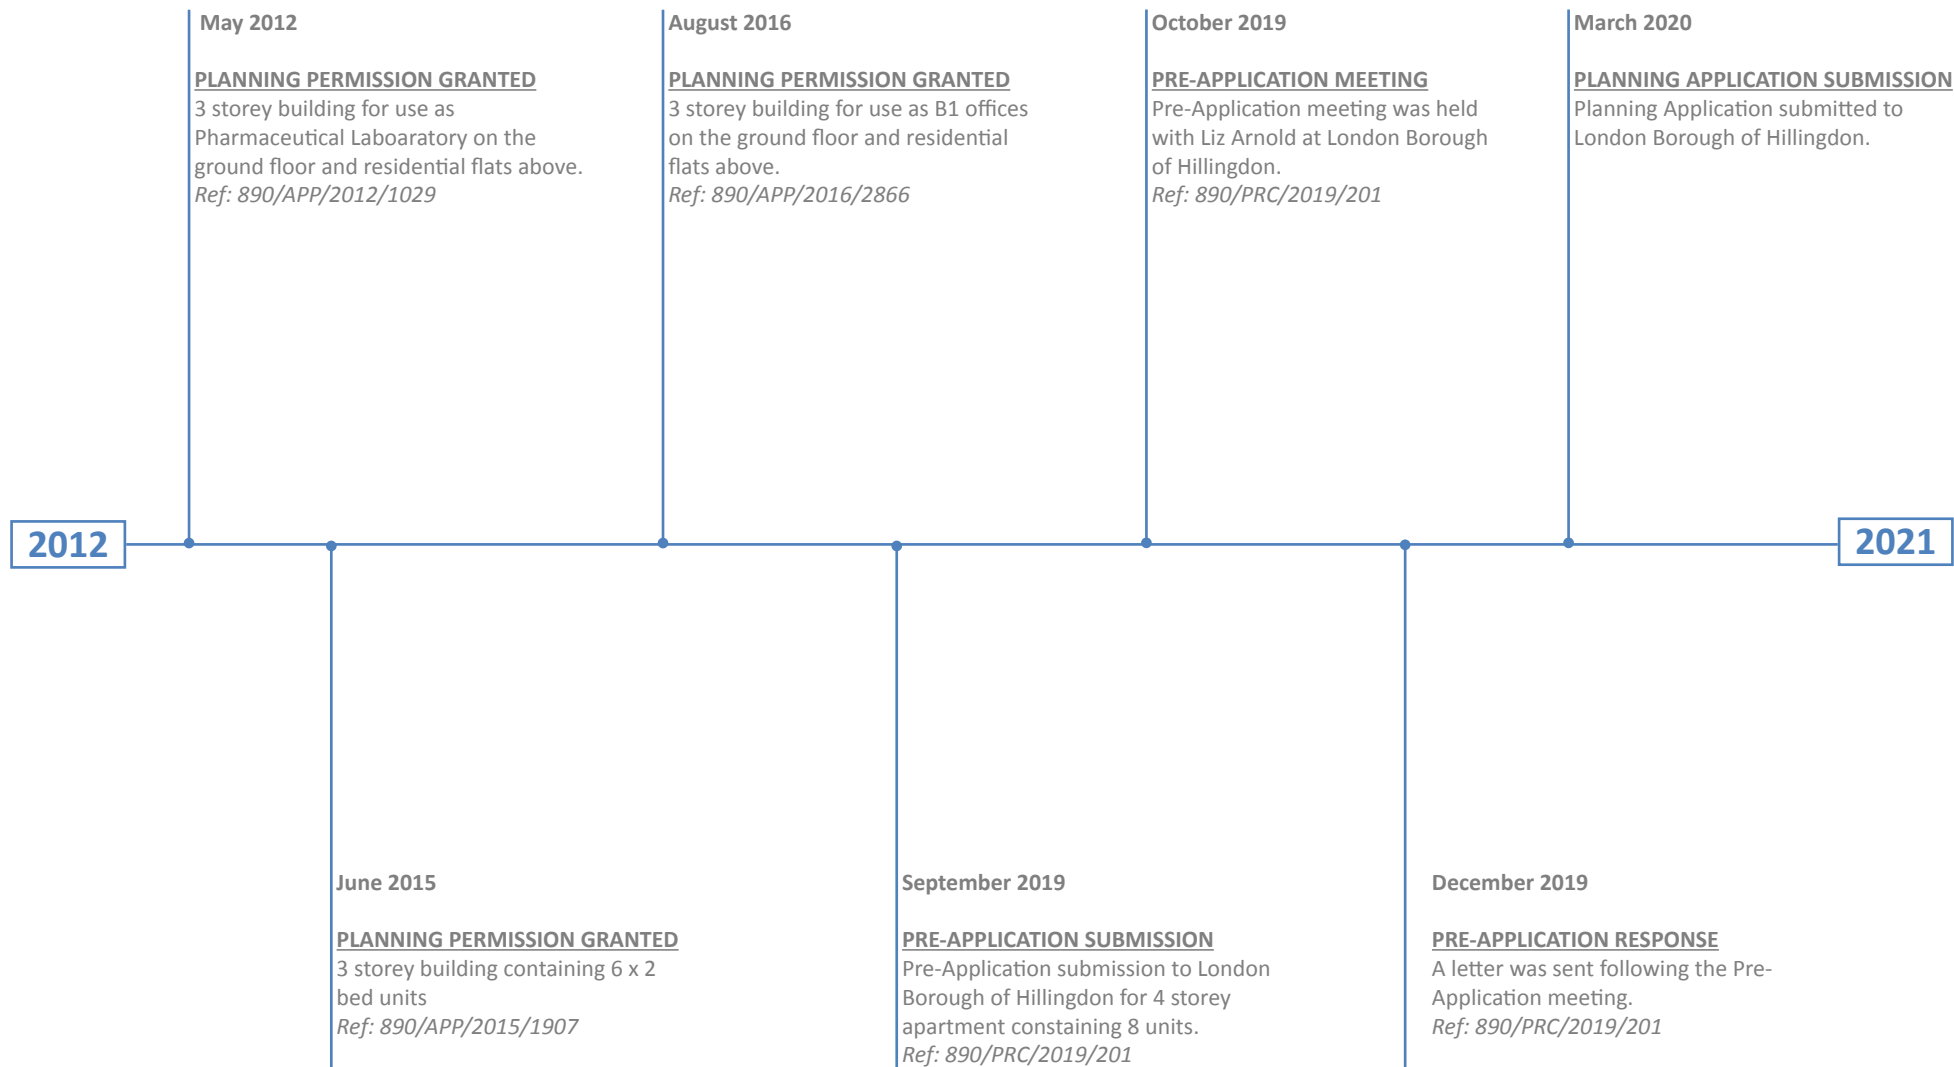 May 2012
PLANNING PERMISSION GRANTED
3 storey building for use as
Pharmaceutical Laboaratory on the
ground floor and residential flats above.
Ref: 890/APP/2012/1029
August 2016
PLANNING PERMISSION GRANTED
3 storey building for use as B1 offices
on the ground floor and residential
flats above.
Ref: 890/APP/2016/2866
October 2019
PRE-APPLICATION MEETING
Pre-Application meeting was held
with Liz Arnold at London Borough
of Hillingdon.
Ref: 890/PRC/2019/201
March 2020
PLANNING APPLICATION SUBMISSION
Planning Application submitted to
London Borough of Hillingdon.
2012
2021
June 2015
PLANNING PERMISSION GRANTED
3 storey building containing 6 x 2
bed units
Ref: 890/APP/2015/1907
September 2019
PRE-APPLICATION SUBMISSION
Pre-Application submission to London
Borough of Hillingdon for 4 storey
apartment constaining 8 units.
Ref: 890/PRC/2019/201
December 2019
PRE-APPLICATION RESPONSE
A letter was sent following the Pre-
Application meeting.
Ref: 890/PRC/2019/201